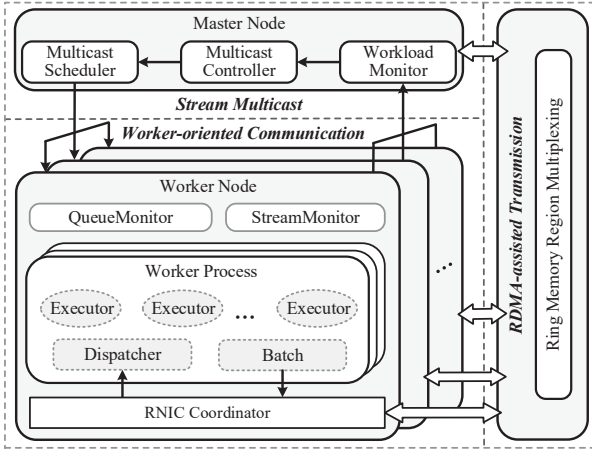 Master Node
Multicast
Scheduler
Multicast
Controller
Workload
Monitor
Stream Multicast
Worker-oriented Communication
Worker Node
QueueMonitor
StreamMonitor
Worker Process
Executor
Executor
...
Executor
Dispatcher
Batch
RNIC Coordinator
...
RDMA-assisted Transmission
Ring Memory Region Multiplexing